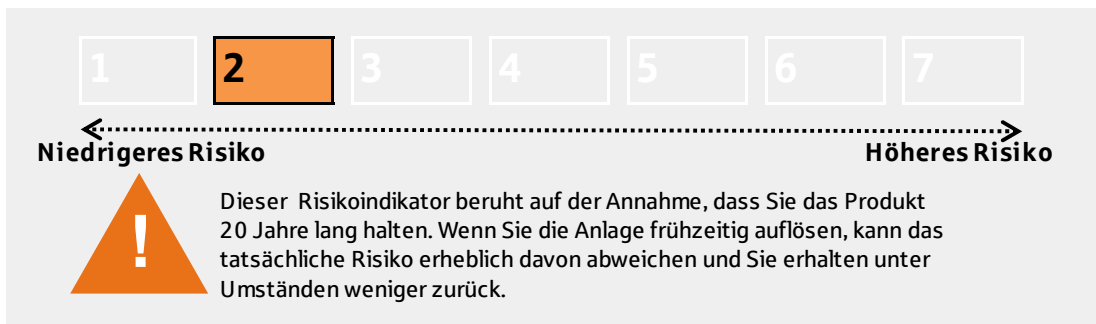 1 2 3 4 5 6 7
Niedrigeres Risiko Höheres Risiko
!
Dieser Risikoindikator beruht auf der Annahme, dass Sie das Produkt
20 Jahre lang halten. Wenn Sie die Anlage frühzeitig auflösen, kann das
tatsächliche Risiko erheblich davon abweichen und Sie erhalten unter
Umständen weniger zurück.